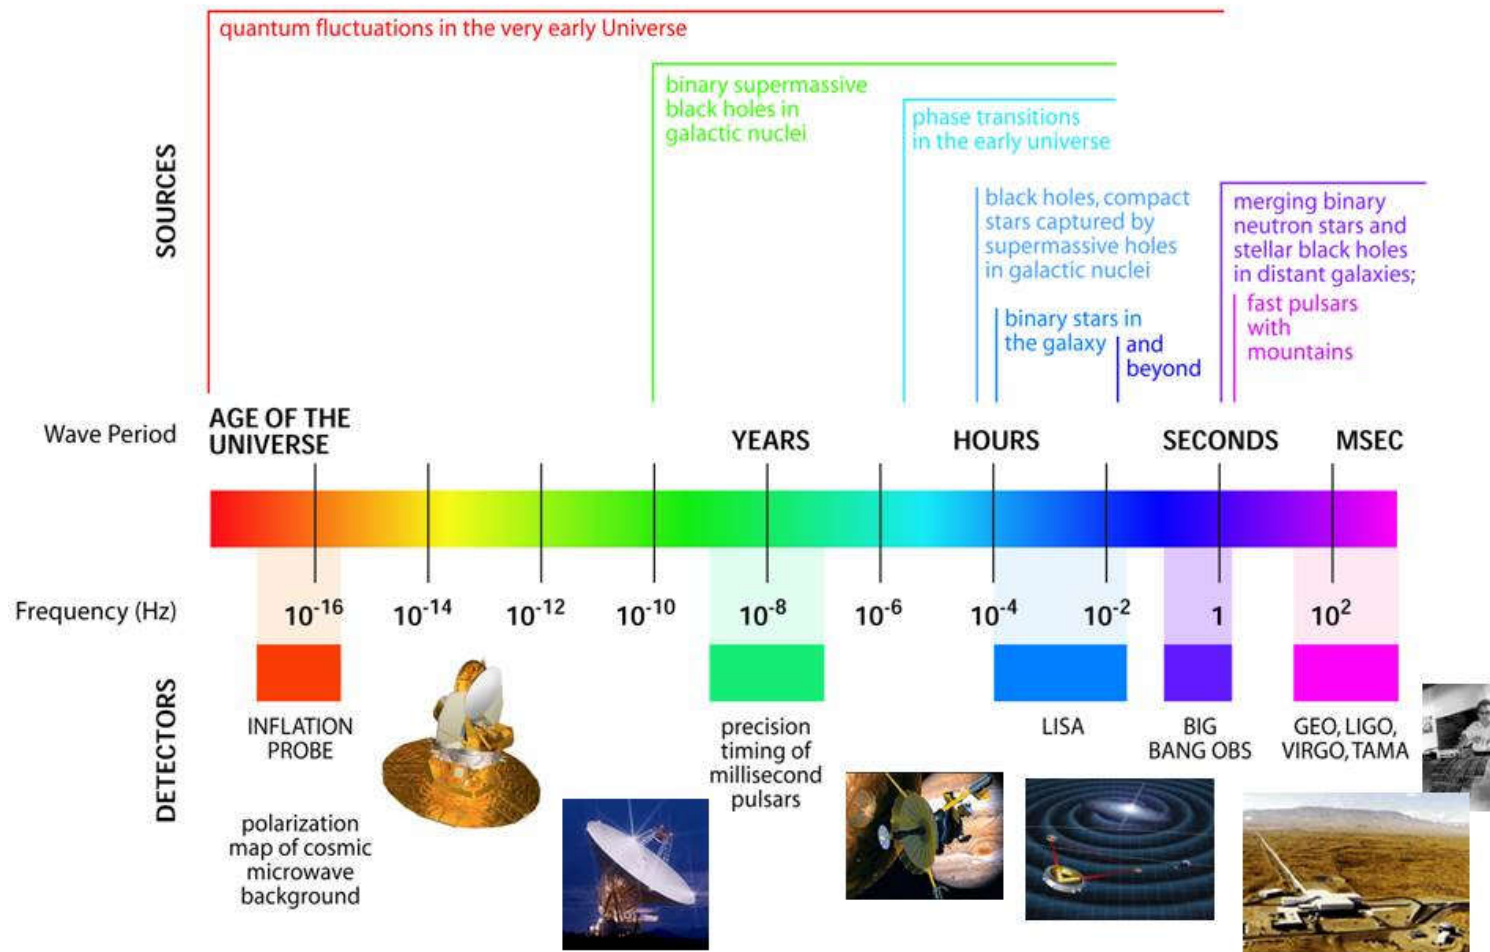 quantum fluctuations in the very early Universe
binary supermassive
black holes in
galactic nuclei
phase transitions
in the early universe
SOURCES
black holes, compact
stars captured by
supermassive holes
in galactic nuclei
merging binary
neutron stars and
stellar black holes
in distant galaxies;
binary stars in
the galaxy
and
beyond
fast pulsars
with
mountains
Wave Period
AGE OF THE
UNIVERSE
YEARS
HOURS
SECONDS
MSEC
Frequency (Hz)
10⁻¹⁶ 10⁻¹⁴ 10⁻¹² 10⁻¹⁰ 10⁻⁸ 10⁻⁶ 10⁻⁴ 10⁻² 1 10²
DETECTORS
INFLATION
PROBE
polarization
map of cosmic
microwave
background
precision
timing of
millisecond
pulsars
LISA
BIG
BANG OBS
GEO, LIGO,
VIRGO, TAMA